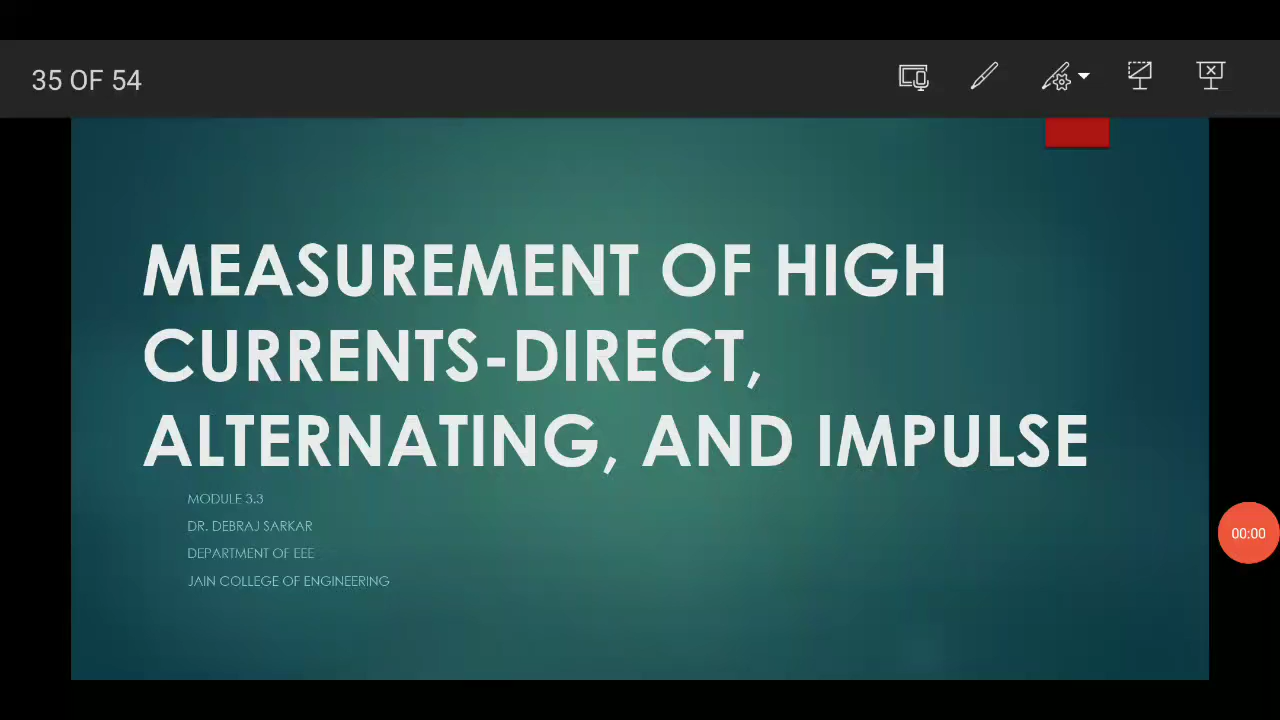 35 OF 54
MEASUREMENT OF HIGH
CURRENTS-DIRECT,
ALTERNATING, AND IMPULSE
MODULE 3.3
DR. DEBRAJ SARKAR
DEPARTMENT OF EEE
00:00
JAIN COLLEGE OF ENGINEERING